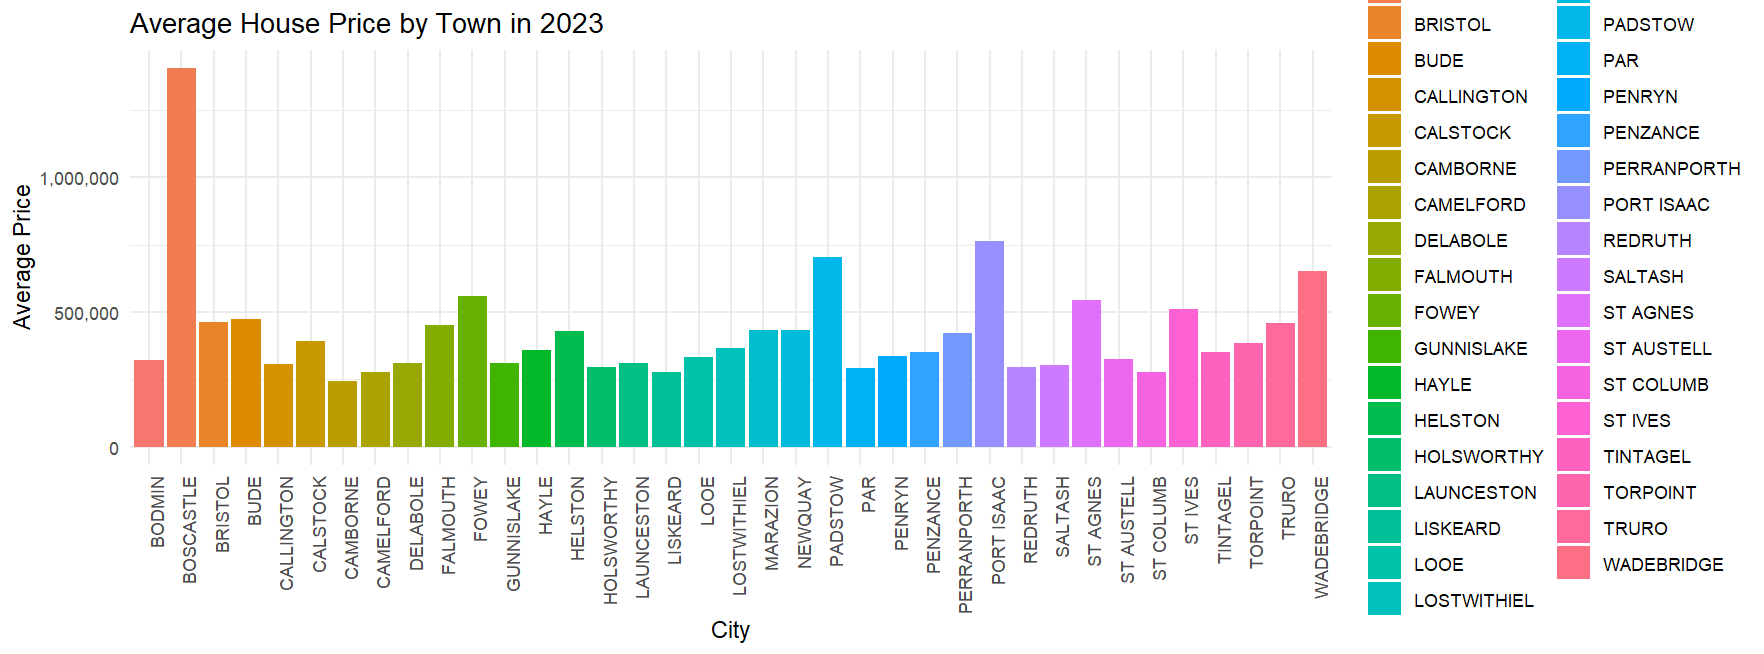 Average House Price by Town in 2023
Average Price
1,000,000
500,000
0
BODMIN
BOSCASTLE
BRISTOL
BUDE
CALLINGTON
CALSTOCK
CAMBORNE
CAMELFORD
DELABOLE
FALMOUTH
FOWEY
GUNNISLAKE
HAYLE
HELSTON
HOLSWORTHY
LAUNCESTON
LISKEARD
LOOE
LOSTWITHIEL
MARAZION
NEWQUAY
PADSTOW
PAR
PENRYN
PENZANCE
PERRANPORTH
PORT ISAAC
REDRUTH
SALTASH
ST AGNES
ST AUSTELL
ST COLUMB
ST IVES
TINTAGEL
TORPOINT
TRURO
WADEBRIDGE
City
BRISTOL
BUDE
CALLINGTON
CALSTOCK
CAMBORNE
CAMELFORD
DELABOLE
FALMOUTH
FOWEY
GUNNISLAKE
HAYLE
HELSTON
HOLSWORTHY
LAUNCESTON
LISKEARD
LOOE
LOSTWITHIEL
PADSTOW
PAR
PENRYN
PENZANCE
PERRANPORTH
PORT ISAAC
REDRUTH
SALTASH
ST AGNES
ST AUSTELL
ST COLUMB
ST IVES
TINTAGEL
TORPOINT
TRURO
WADEBRIDGE